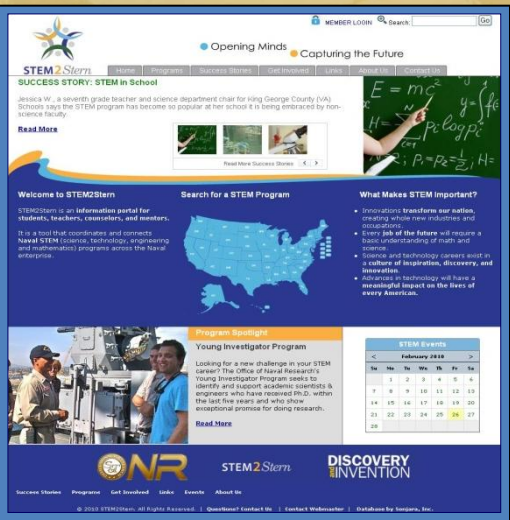 MEMBER LOGIN Search: Go
Opening Minds Capturing the Future
STEM2Stern
Home Programs Success Stories Get Involved Links About Us Contact Us
SUCCESS STORY: STEM in School
Jessica W., a seventh grade teacher and science department chair for King George County (VA)
Schools says the STEM program has become so popular at her school it is being embraced by non-
science faculty.
Read More
Read More Success Stories < >
E = mc²
Welcome to STEM2Stern
STEM2Stern is an information portal for
students, teachers, counselors, and mentors.
It is a tool that coordinates and connects
Naval STEM (science, technology, engineering
and mathematics) programs across the Naval
enterprise.
Search for a STEM Program
What Makes STEM Important?
Innovations transform our nation,
creating whole new industries and
occupations.
Every job of the future will require a
basic understanding of math and
science.
Science and technology careers exist in
a culture of inspiration, discovery, and
innovation.
Advances in technology will have a
meaningful impact on the lives of
every American.
Program Spotlight
Young Investigator Program
Looking for a new challenge in your STEM
career? The Office of Naval Research's
Young Investigator Program seeks to
identify and support academic scientists &
engineers who have received Ph.D. within
the last five years and who show
exceptional promise for doing research.
Read More
STEM Events
< February 2010 >
Su Mo Tu We Th Fr Sa
1 2 3 4 5 6
7 8 9 10 11 12 13
14 15 16 17 18 19 20
21 22 23 24 25 26 27
28
ONR
STEM2Stern
DISCOVERY
INVENTION
Success Stories Programs Get Involved Links Events About Us
© 2010 STEM2Stern. All Rights Reserved. | Questions? Contact Us | Contact Webmaster | Database by Sanjara, Inc.